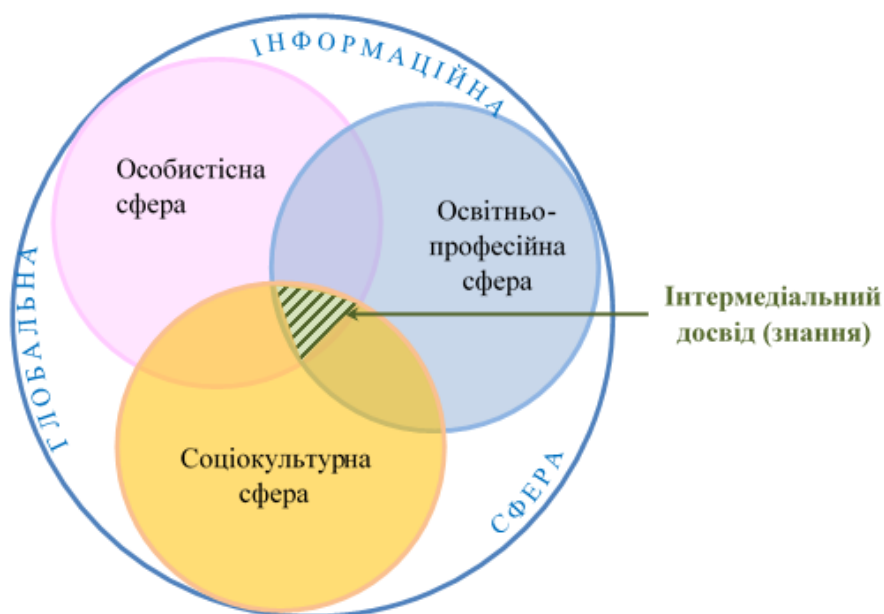 ГЛОБАЛЬНА
ІНФОРМАЦІЙНА
СФЕРА
Особистісна
сфера
Освітньо-
професійна
сфера
Соціокультурна
сфера
Інтермедіальний
досвід (знання)